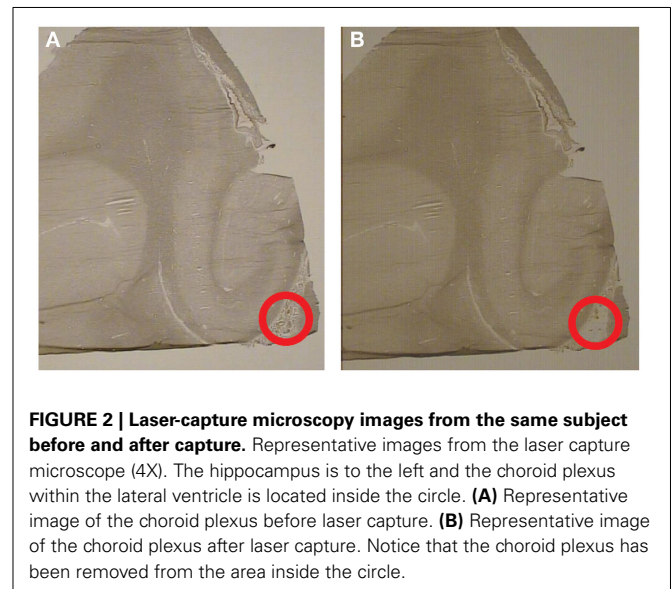 A
B
FIGURE 2 | Laser-capture microscopy images from the same subject
before and after capture. Representative images from the laser capture
microscope (4X). The hippocampus is to the left and the choroid plexus
within the lateral ventricle is located inside the circle. (A) Representative
image of the choroid plexus before laser capture. (B) Representative image
of the choroid plexus after laser capture. Notice that the choroid plexus has
been removed from the area inside the circle.